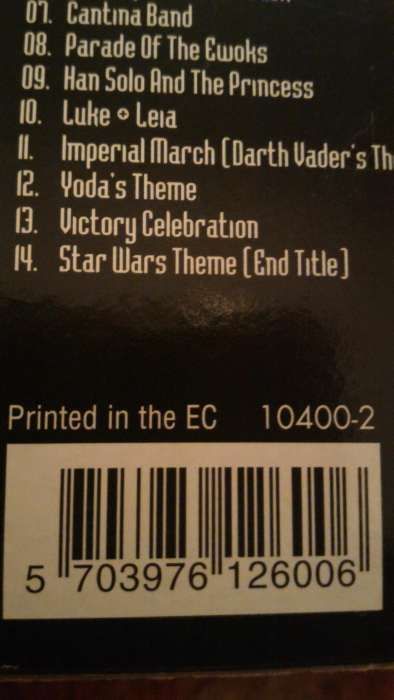 07. Cantina Band
08. Parade Of The Ewoks
09. Han Solo And The Princess
10. Luke & Leia
11. Imperial March (Darth Vader's Th
12. Yoda's Theme
13. Victory Celebration
14. Star Wars Theme (End Title)
Printed in the EC 10400-2
5 703976 126006